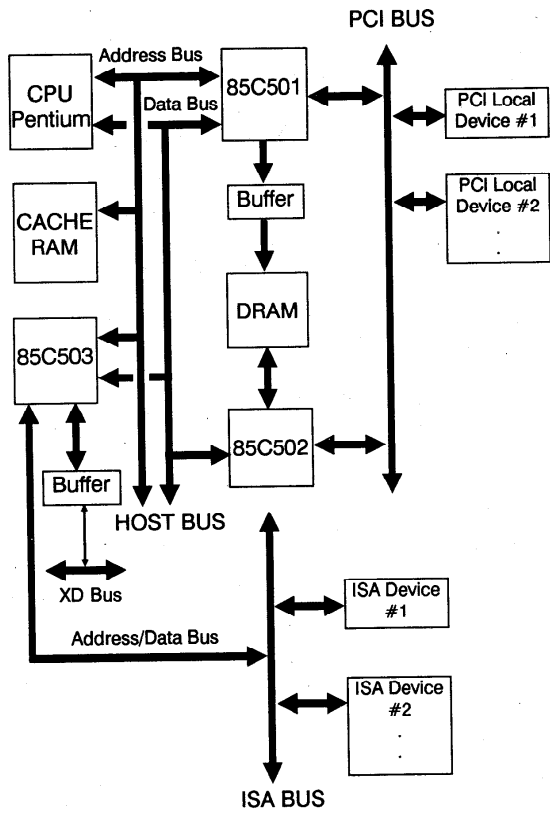 PCI BUS
Address Bus
CPU
Pentium
Data Bus
85C501
PCI Local
Device #1
PCI Local
Device #2
.
.
Buffer
CACHE
RAM
DRAM
85C503
85C502
Buffer
HOST BUS
XD Bus
ISA Device
#1
Address/Data Bus
ISA Device
#2
.
.
ISA BUS